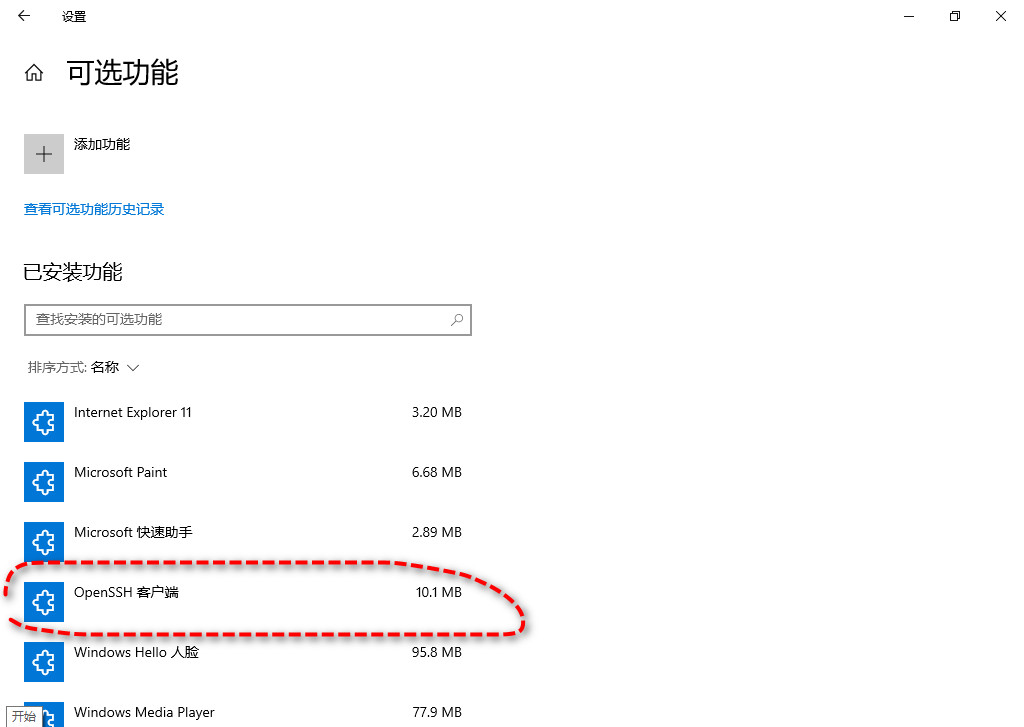 设置
可选功能
添加功能
查看可选功能历史记录
已安装功能
查找安装的可选功能
排序方式: 名称
Internet Explorer 11 3.20 MB
Microsoft Paint 6.68 MB
Microsoft 快速助手 2.89 MB
OpenSSH 客户端 10.1 MB
Windows Hello 人脸 95.8 MB
Windows Media Player 77.9 MB
开始